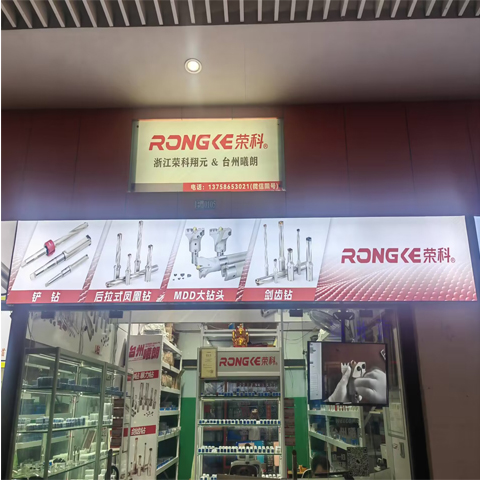 RONGKE荣科®
浙江荣科翔元 & 台州曦朗
电话：13758653021(微信同号)
铲 钻
后拉式凤凰钻
MDD大钻头
剑齿钻
RONGKE荣科®
台州曦朗
RONGKE荣科®